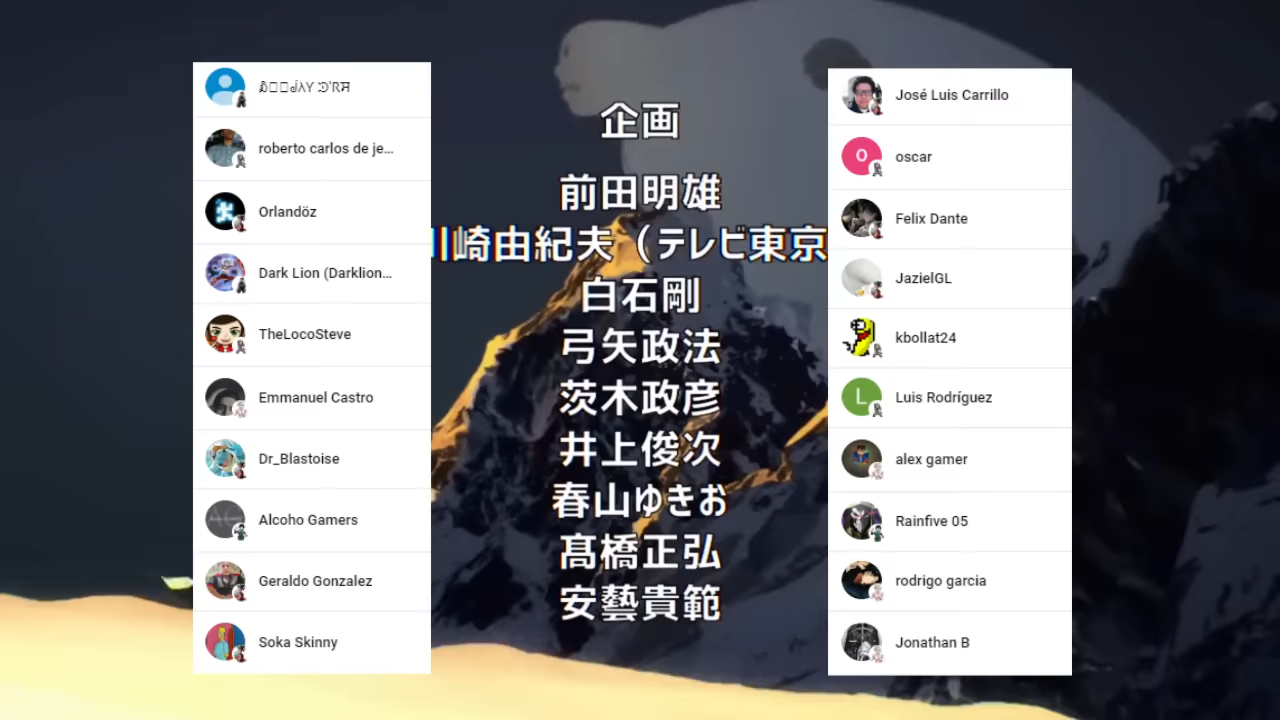 roberto carlos de je...
Orlandöz
Dark Lion (Darklion...
TheLocoSteve
Emmanuel Castro
Dr_Blastoise
Alcoho Gamers
Geraldo Gonzalez
Soka Skinny
企画
前田明雄
川崎由紀夫（テレビ東京
白石剛
弓矢政法
茨木政彦
井上俊次
春山ゆきお
髙橋正弘
安藝貴範
José Luis Carrillo
O
oscar
Felix Dante
JazielGL
kbollat24
L
Luis Rodríguez
alex gamer
Rainfive 05
rodrigo garcia
Jonathan B